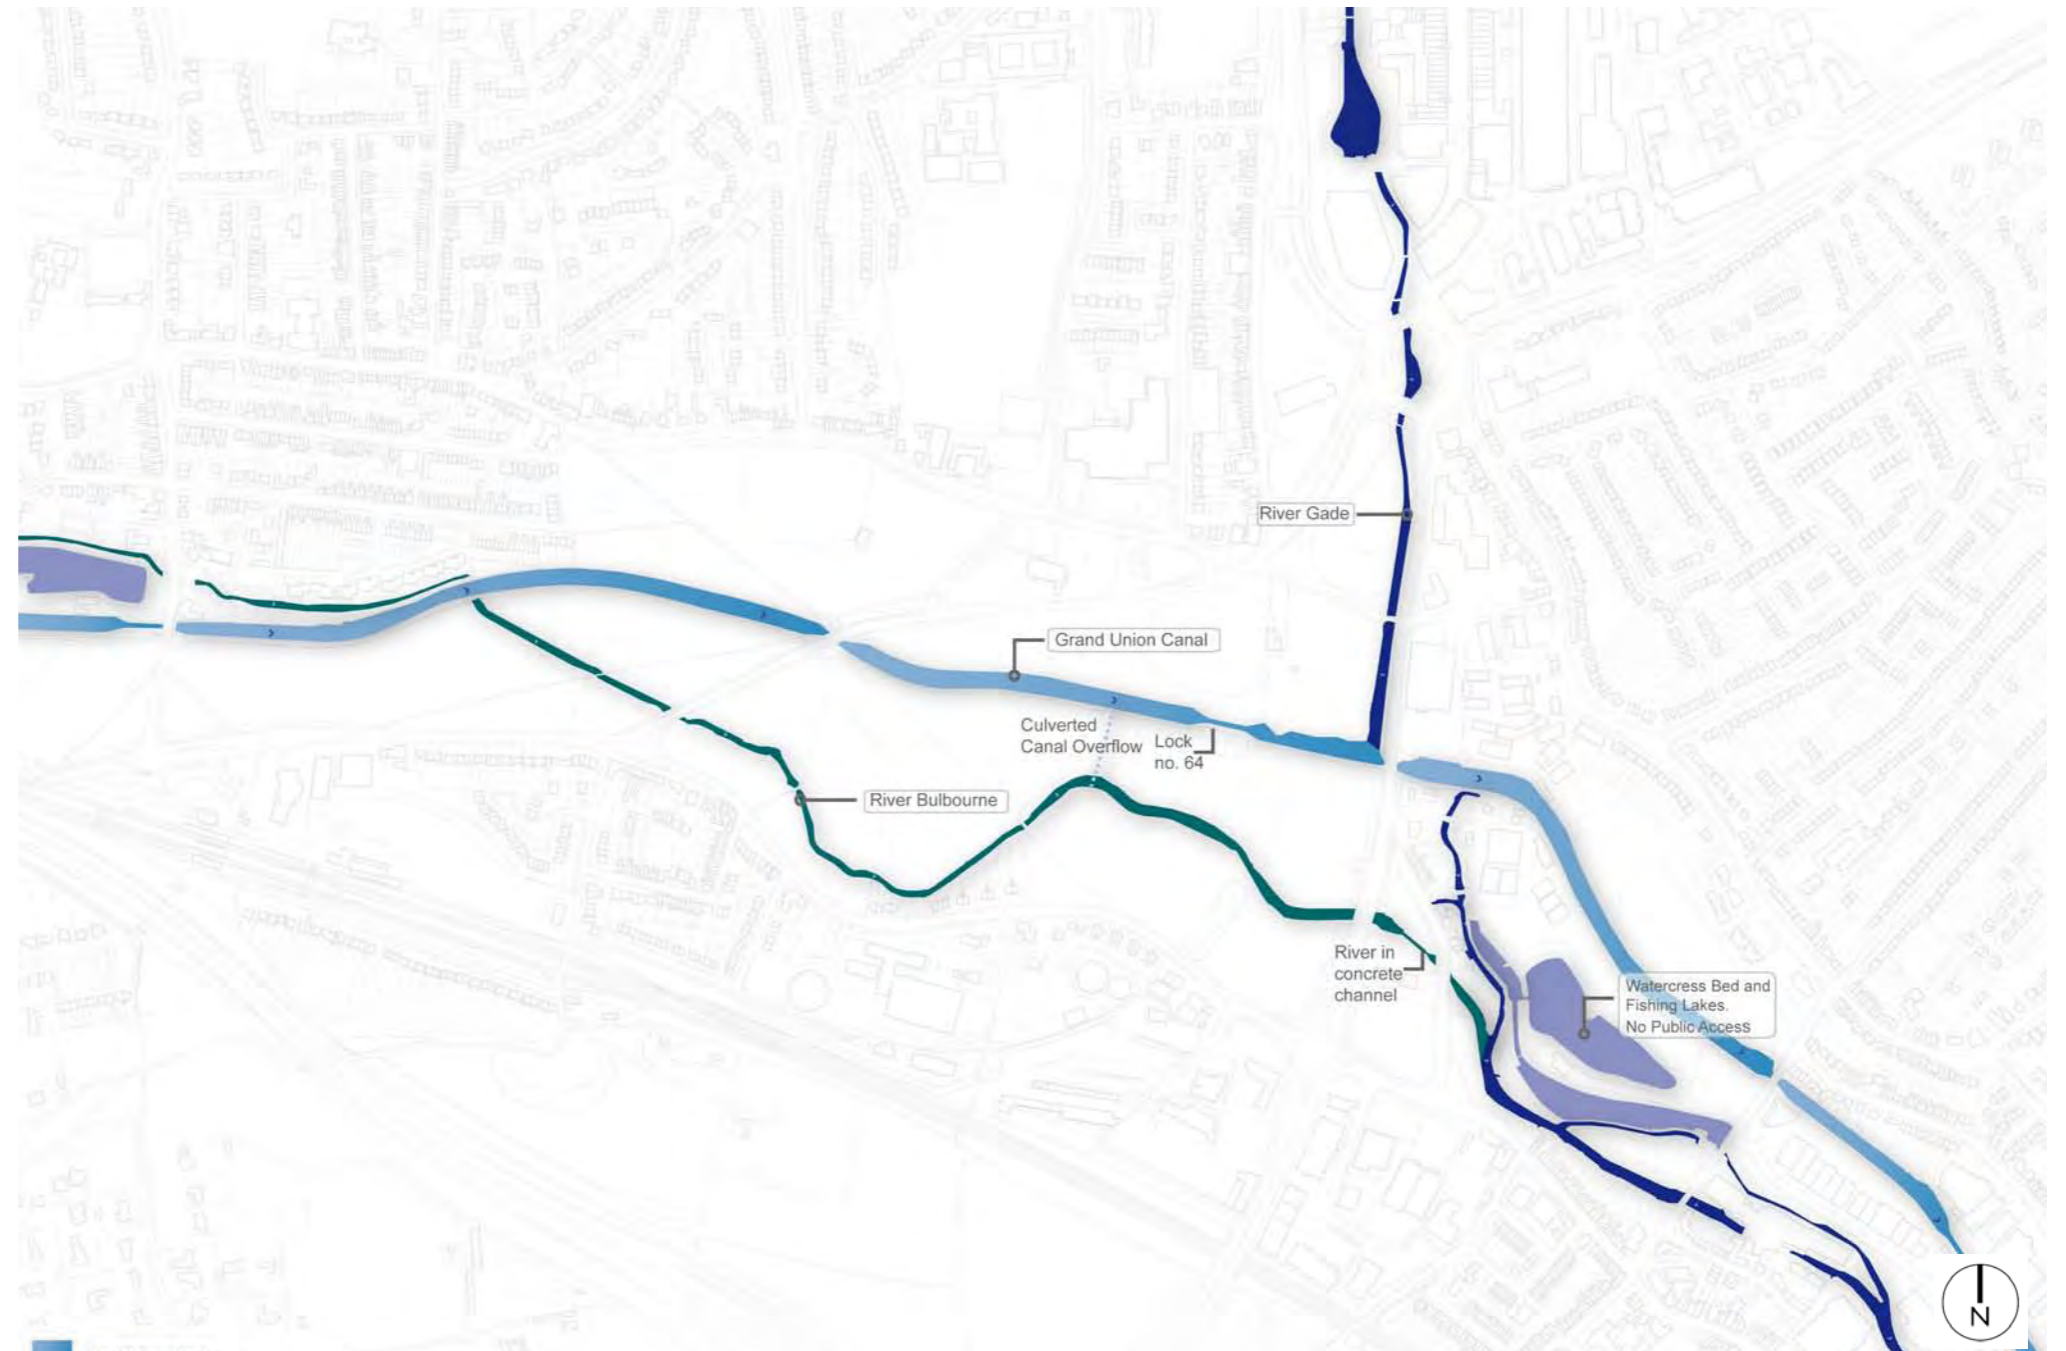 River Gade
Grand Union Canal
Culverted
Canal Overflow
Lock
no. 64
River Bulbourne
River in
concrete
channel
Watercress Bed and
Fishing Lakes.
No Public Access
N